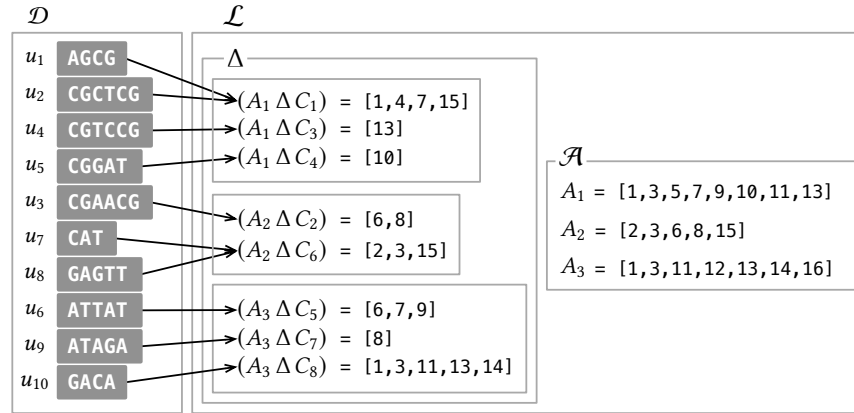 𝒟
ℒ
Δ
u₁ AGCG
u₂ CGCTCG
u₄ CGTCCG
u₅ CGGAT
u₃ CGAACG
u₇ CAT
u₈ GAGTT
u₆ ATTAT
u₉ ATAGA
u₁₀ GACA
(A₁ Δ C₁) = [1,4,7,15]
(A₁ Δ C₃) = [13]
(A₁ Δ C₄) = [10]
(A₂ Δ C₂) = [6,8]
(A₂ Δ C₆) = [2,3,15]
(A₃ Δ C₅) = [6,7,9]
(A₃ Δ C₇) = [8]
(A₃ Δ C₈) = [1,3,11,13,14]
𝒜
A₁ = [1,3,5,7,9,10,11,13]
A₂ = [2,3,6,8,15]
A₃ = [1,3,11,12,13,14,16]